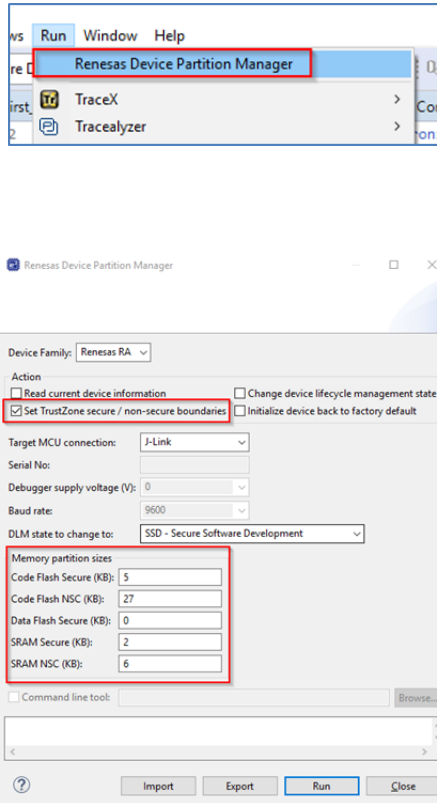 Run Window Help
Renesas Device Partition Manager
TraceX >
Tracealyzer >
Renesas Device Partition Manager
Device Family: Renesas RA
Action
Read current device information Change device lifecycle management state
Set TrustZone secure / non-secure boundaries Initialize device back to factory default
Target MCU connection: J-Link
Serial No:
Debugger supply voltage (V): 0
Baud rate: 9600
DLM state to change to: SSD - Secure Software Development
Memory partition sizes
Code Flash Secure (KB): 5
Code Flash NSC (KB): 27
Data Flash Secure (KB): 0
SRAM Secure (KB): 2
SRAM NSC (KB): 6
Command line tool: Browse...
Import Export Run Close